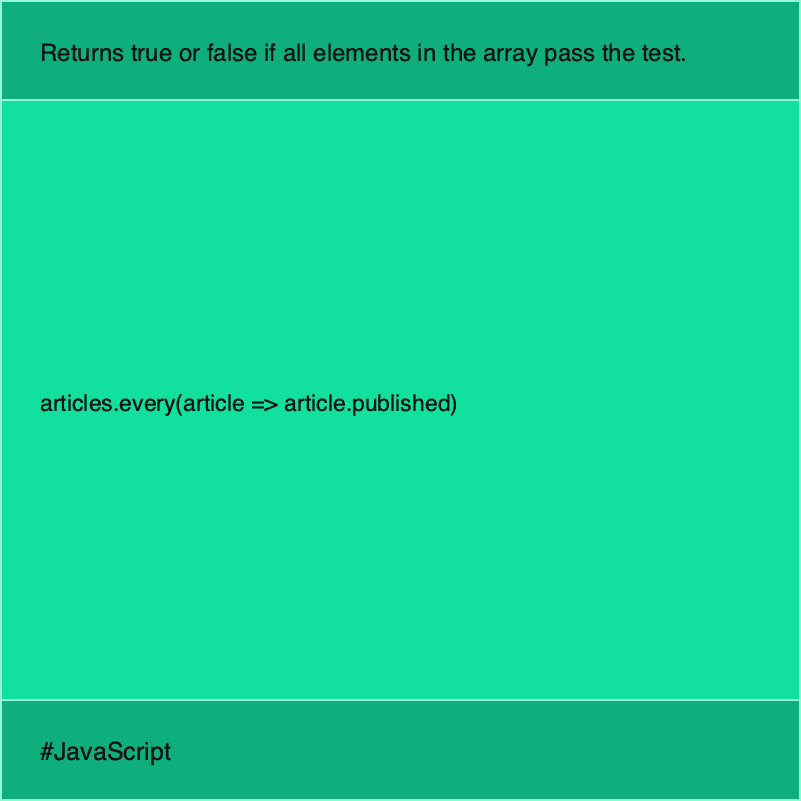 Returns true or false if all elements in the array pass the test.
articles.every(article => article.published)
#JavaScript